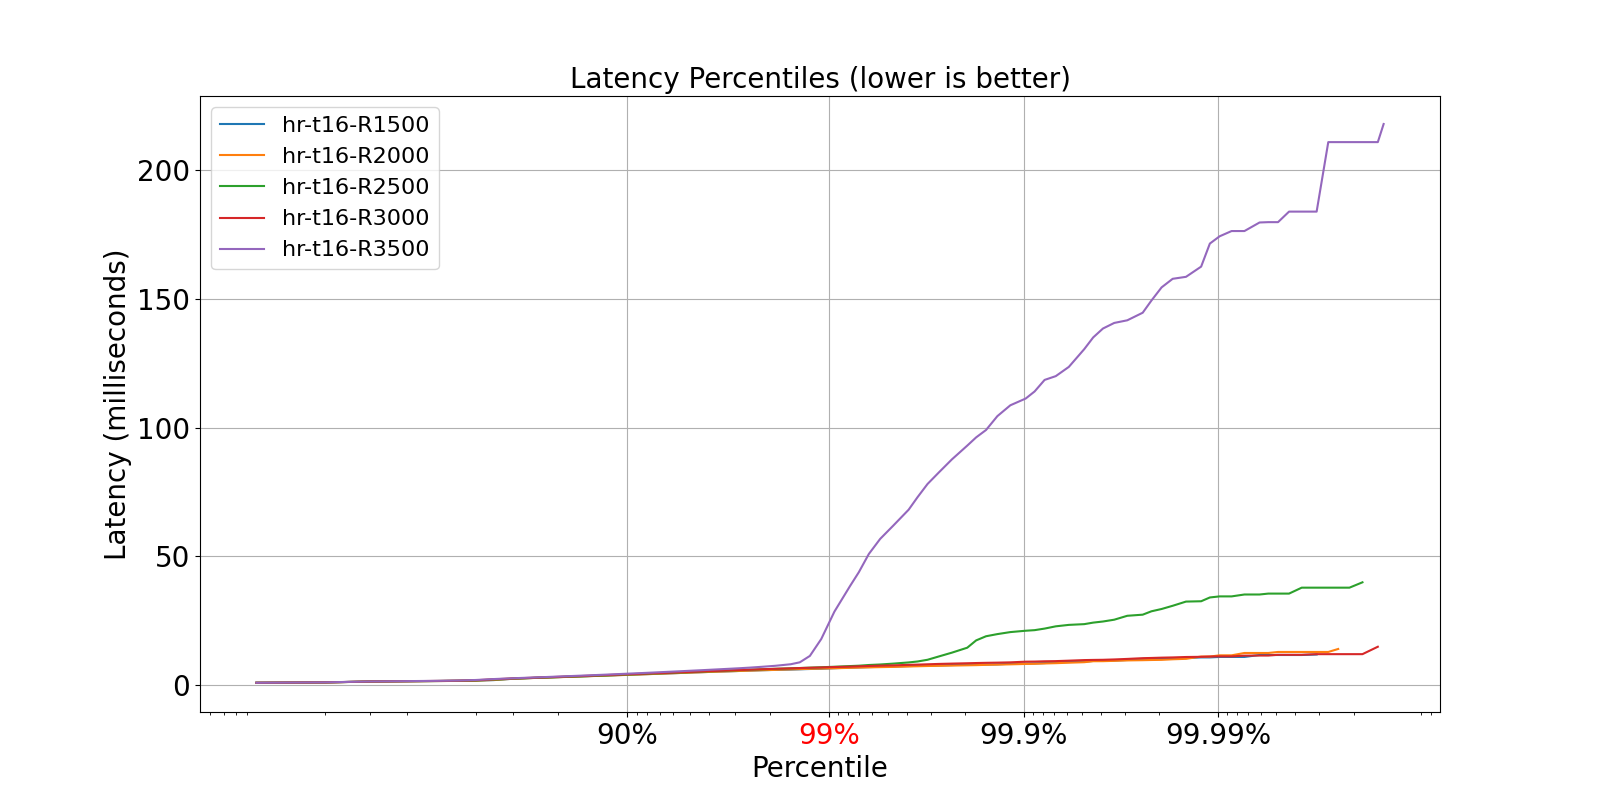 Latency Percentiles (lower is better)
hr-t16-R1500
hr-t16-R2000
hr-t16-R2500
hr-t16-R3000
hr-t16-R3500
200
150
100
50
0
Latency (milliseconds)
90% 99% 99.9% 99.99%
Percentile